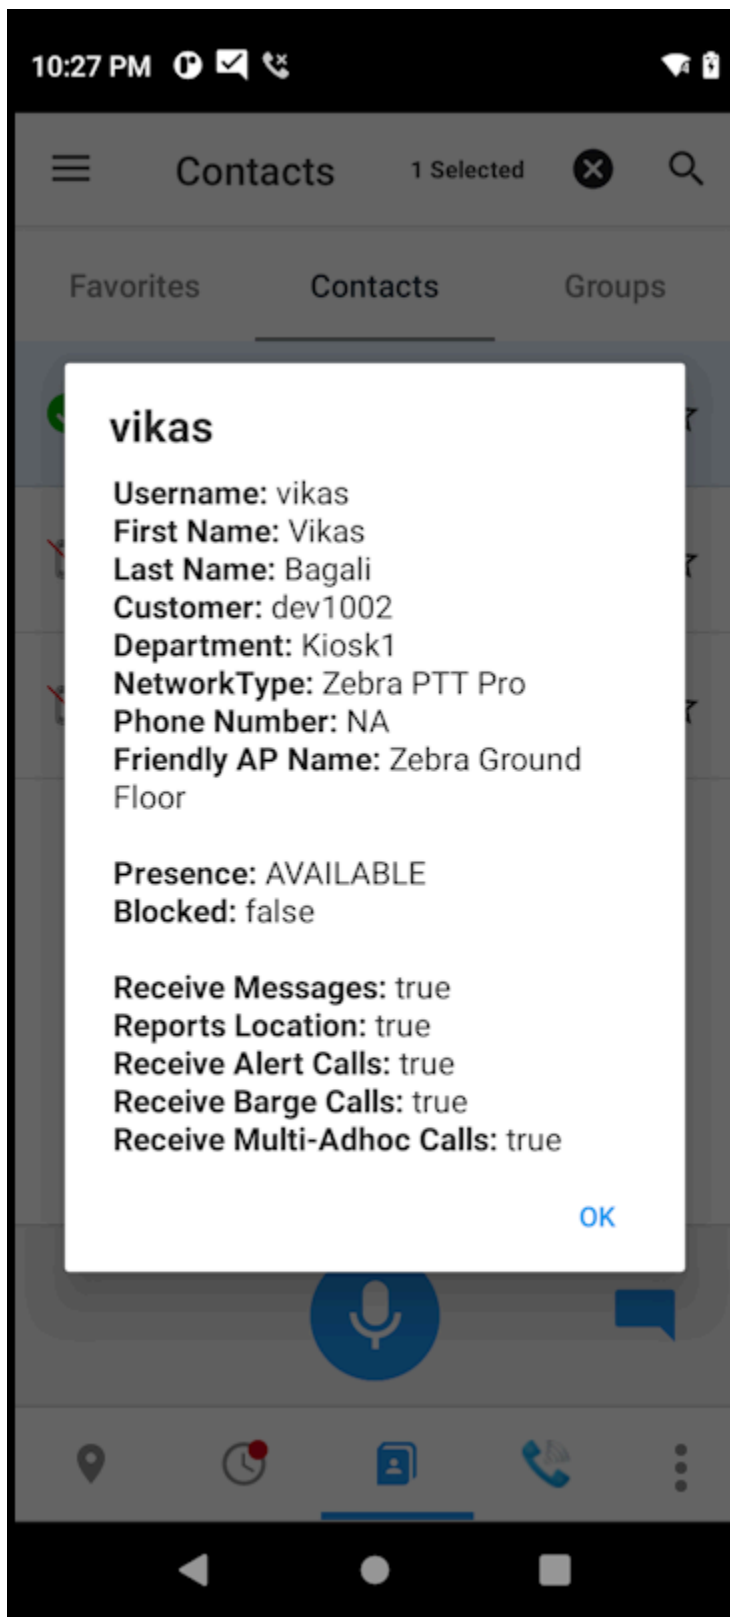 10:27 PM
Contacts 1 Selected
Favorites Contacts Groups
vikas
Username: vikas
First Name: Vikas
Last Name: Bagali
Customer: dev1002
Department: Kiosk1
NetworkType: Zebra PTT Pro
Phone Number: NA
Friendly AP Name: Zebra Ground
Floor
Presence: AVAILABLE
Blocked: false
Receive Messages: true
Reports Location: true
Receive Alert Calls: true
Receive Barge Calls: true
Receive Multi-Adhoc Calls: true
OK